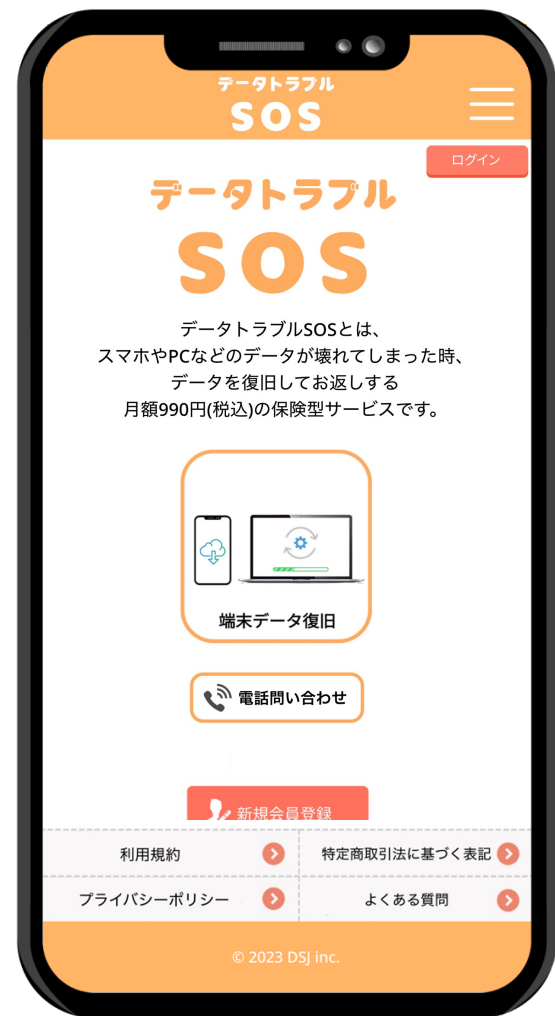 データトラブル
SOS
ログイン
データトラブル
SOS
データトラブルSOSとは、
スマホやPCなどのデータが壊れてしまった時、
データを復旧してお返しする
月額990円(税込)の保険型サービスです。
端末データ復旧
電話問い合わせ
新規会員登録
利用規約
特定商取引法に基づく表記
プライバシーポリシー
よくある質問
© 2023 DSJ inc.